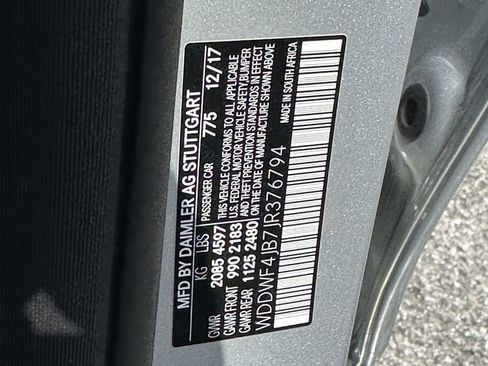 MFD BY DAIMLER AG STUTTGART
KG LBS PASSENGER CAR 775 12/17
GVWR 2085 4597
GAWR FRONT 990 2183
GAWR REAR 1125 2480
THIS VEHICLE CONFORMS TO ALL APPLICABLE
U.S. FEDERAL MOTOR VEHICLE SAFETY, BUMPER
AND THEFT PREVENTION STANDARDS IN EFFECT
ON THE DATE OF MANUFACTURE SHOWN ABOVE
WDDWF4JB7JR376794
MADE IN SOUTH AFRICA